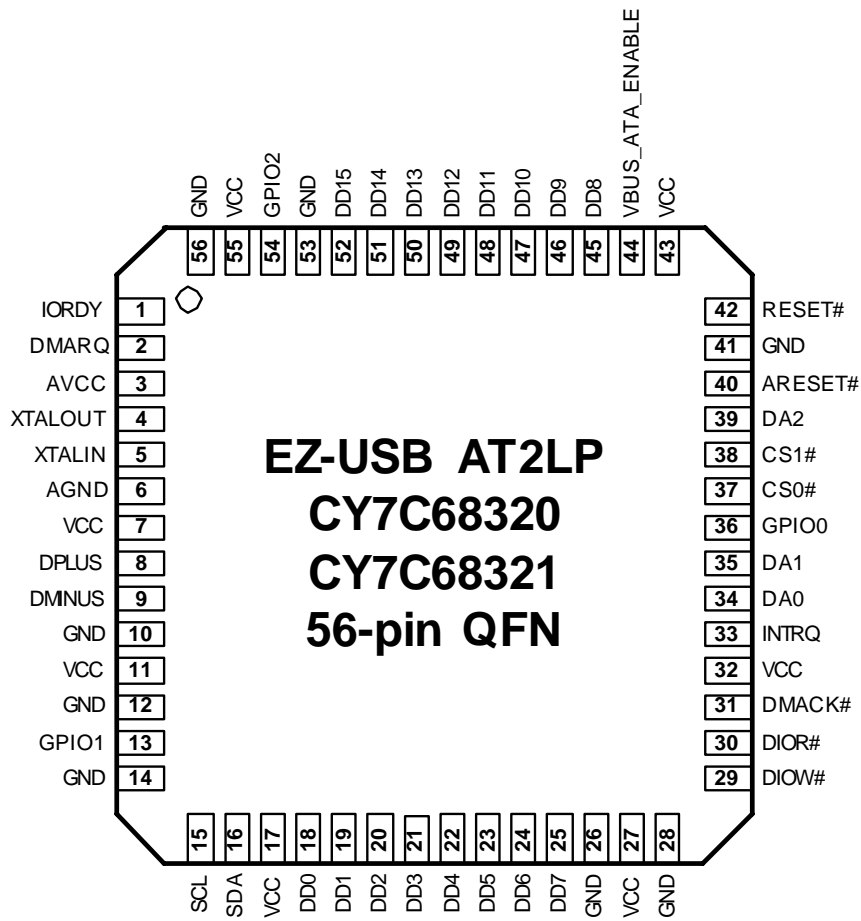 GND VCC GPIO2 GND DD15 DD14 DD13 DD12 DD11 DD10 DD9 DD8 VBUS_ATA_ENABLE VCC
56 55 54 53 52 51 50 49 48 47 46 45 44 43
IORDY 1
DMARQ 2
AVCC 3
XTALOUT 4
XTALIN 5
AGND 6
VCC 7
DPLUS 8
DMINUS 9
GND 10
VCC 11
GND 12
GPIO1 13
GND 14
EZ-USB AT2LP
CY7C68320
CY7C68321
56-pin QFN
42 RESET#
41 GND
40 ARESET#
39 DA2
38 CS1#
37 CS0#
36 GPIO0
35 DA1
34 DA0
33 INTRQ
32 VCC
31 DMACK#
30 DIOR#
29 DIOW#
15 16 17 18 19 20 21 22 23 24 25 26 27 28
SCL SDA VCC DD0 DD1 DD2 DD3 DD4 DD5 DD6 DD7 GND VCC GND